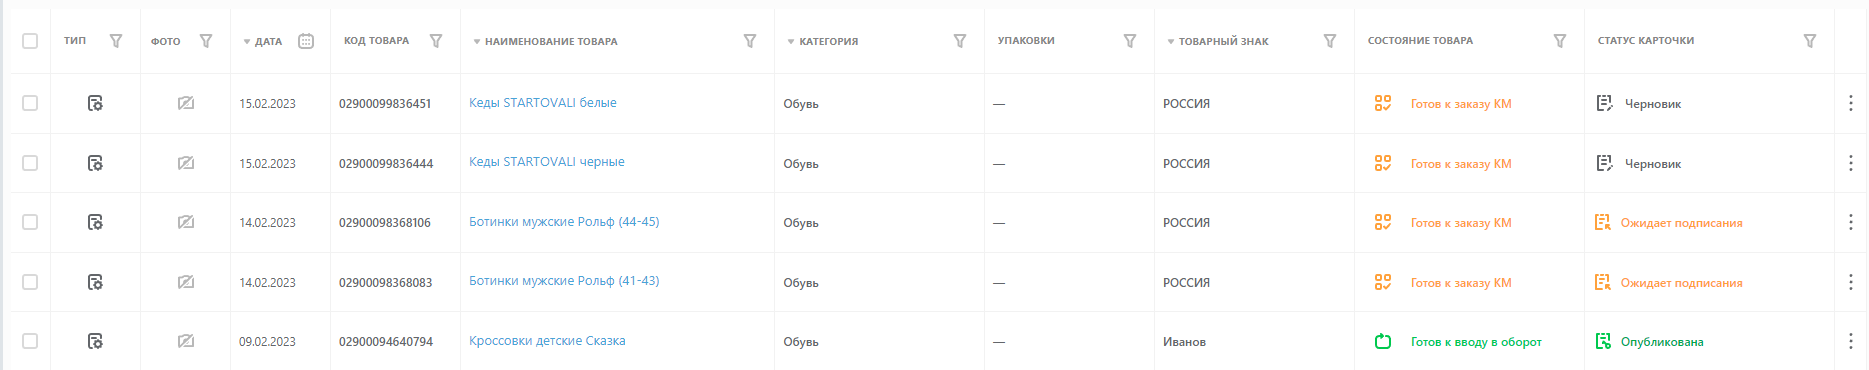 ТИП ФОТО ДАТА КОД ТОВАРА НАИМЕНОВАНИЕ ТОВАРА КАТЕГОРИЯ УПАКОВКИ ТОВАРНЫЙ ЗНАК СОСТОЯНИЕ ТОВАРА СТАТУС КАРТОЧКИ
15.02.2023 02900099836451 Кеды STARTOVALI белые Обувь — РОССИЯ Готов к заказу КМ Черновик
15.02.2023 02900099836444 Кеды STARTOVALI черные Обувь — РОССИЯ Готов к заказу КМ Черновик
14.02.2023 02900098368106 Ботинки мужские Рольф (44-45) Обувь — РОССИЯ Готов к заказу КМ Ожидает подписания
14.02.2023 02900098368083 Ботинки мужские Рольф (41-43) Обувь — РОССИЯ Готов к заказу КМ Ожидает подписания
09.02.2023 02900094640794 Кроссовки детские Сказка Обувь — Иванов Готов к вводу в оборот Опубликована